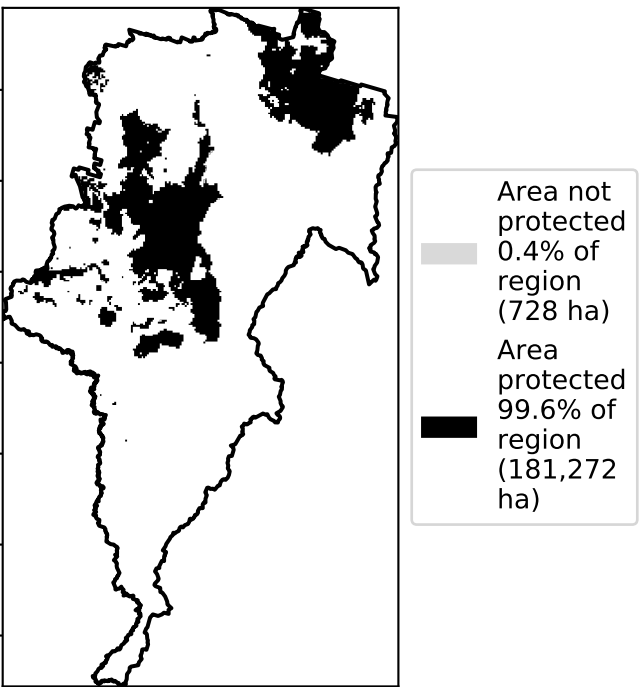 Area not
protected
0.4% of
region
(728 ha)
Area
protected
99.6% of
region
(181,272
ha)